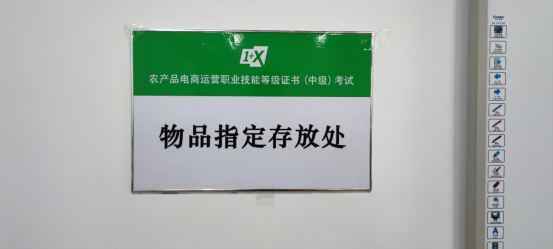 1+X
农产品电商运营职业技能等级证书（中级）考试
物品指定存放处